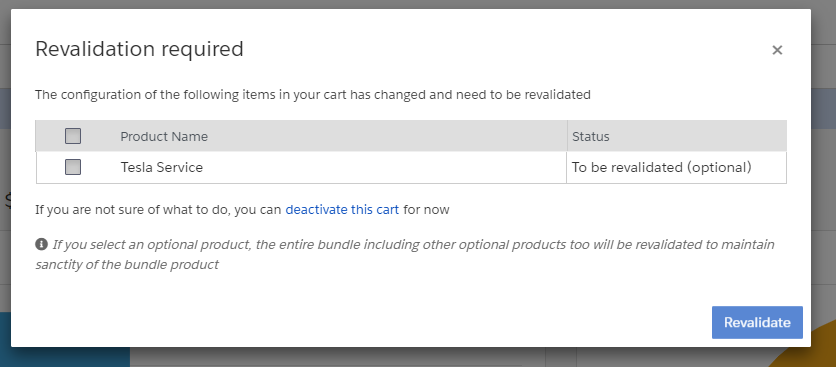 Revalidation required
×
The configuration of the following items in your cart has changed and need to be revalidated
Product Name Status
Tesla Service To be revalidated (optional)
If you are not sure of what to do, you can deactivate this cart for now
If you select an optional product, the entire bundle including other optional products too will be revalidated to maintain
sanctity of the bundle product
Revalidate